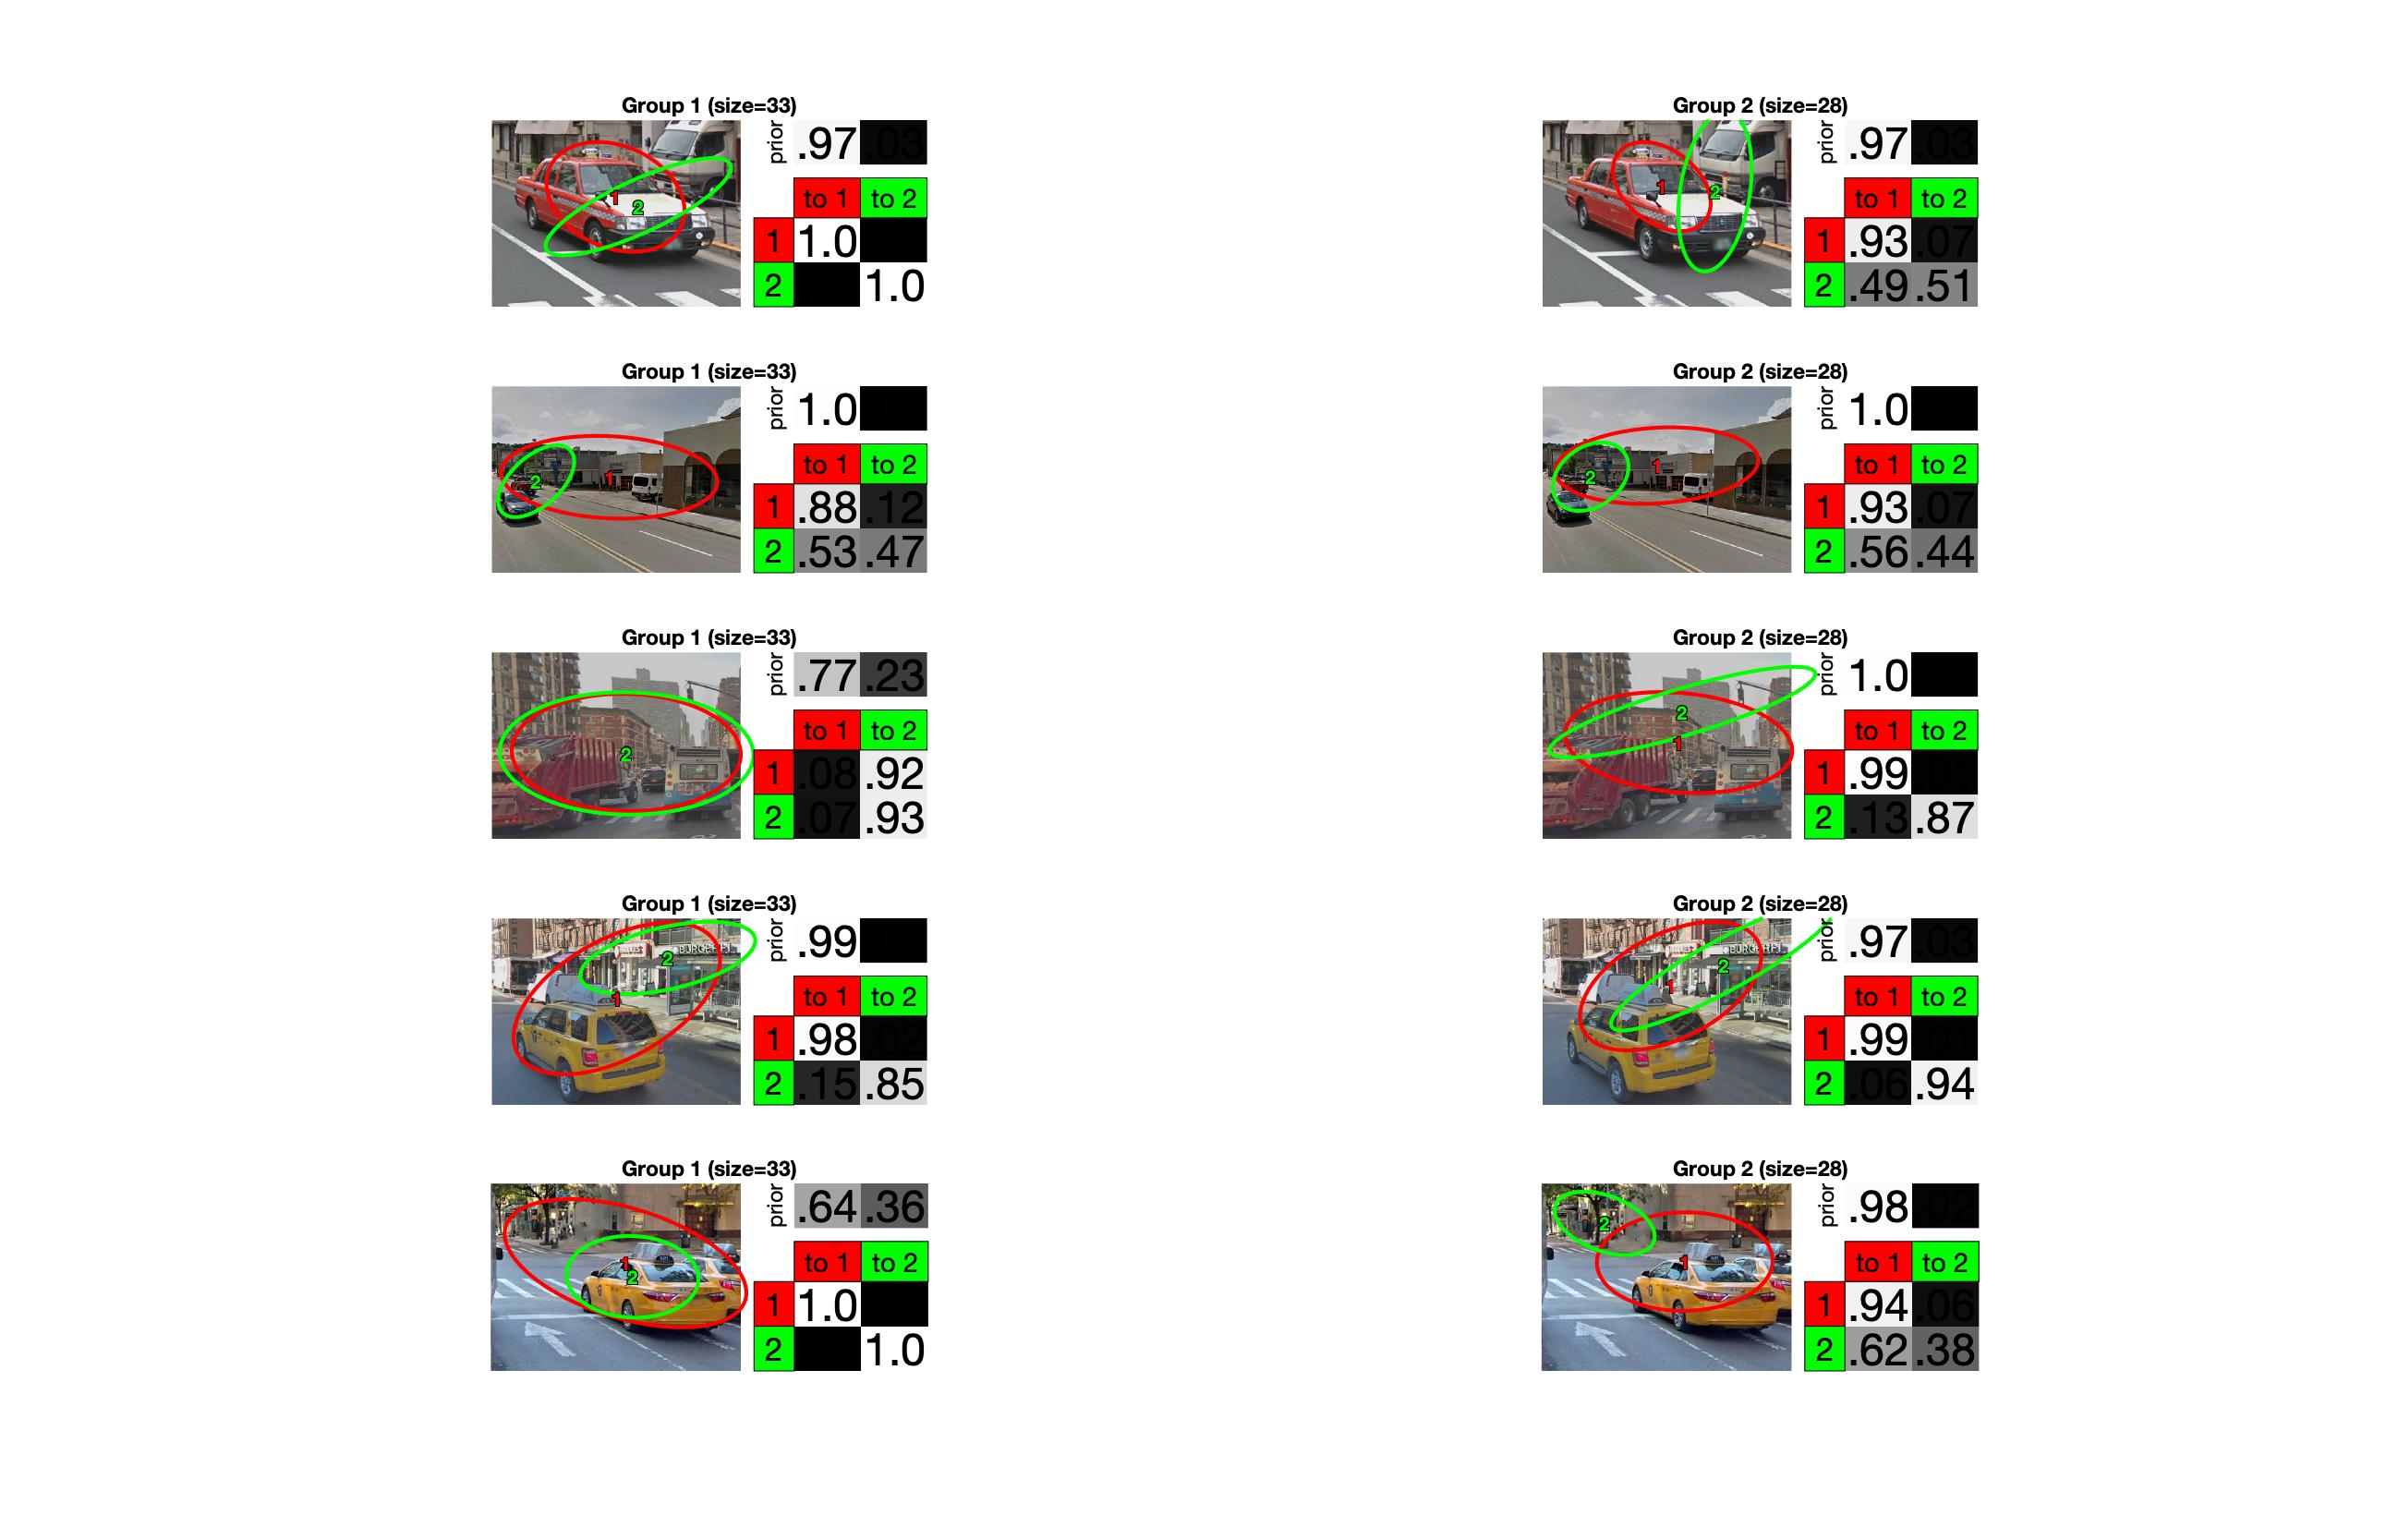 Group 1 (size=33)
prior .97 .03
to 1 to 2
1 1.0
2 1.0
Group 2 (size=28)
prior .97 .03
to 1 to 2
1 .93 .07
2 .49 .51
Group 1 (size=33)
prior 1.0
to 1 to 2
1 .88 .12
2 .53 .47
Group 2 (size=28)
prior 1.0
to 1 to 2
1 .93 .07
2 .56 .44
Group 1 (size=33)
prior .77 .23
to 1 to 2
1 .08 .92
2 .07 .93
Group 2 (size=28)
prior 1.0
to 1 to 2
1 .99
2 .13 .87
Group 1 (size=33)
prior .99
to 1 to 2
1 .98 .02
2 .15 .85
Group 2 (size=28)
prior .97 .03
to 1 to 2
1 .99
2 .06 .94
Group 1 (size=33)
prior .64 .36
to 1 to 2
1 1.0
2 1.0
Group 2 (size=28)
prior .98 .02
to 1 to 2
1 .94 .06
2 .62 .38